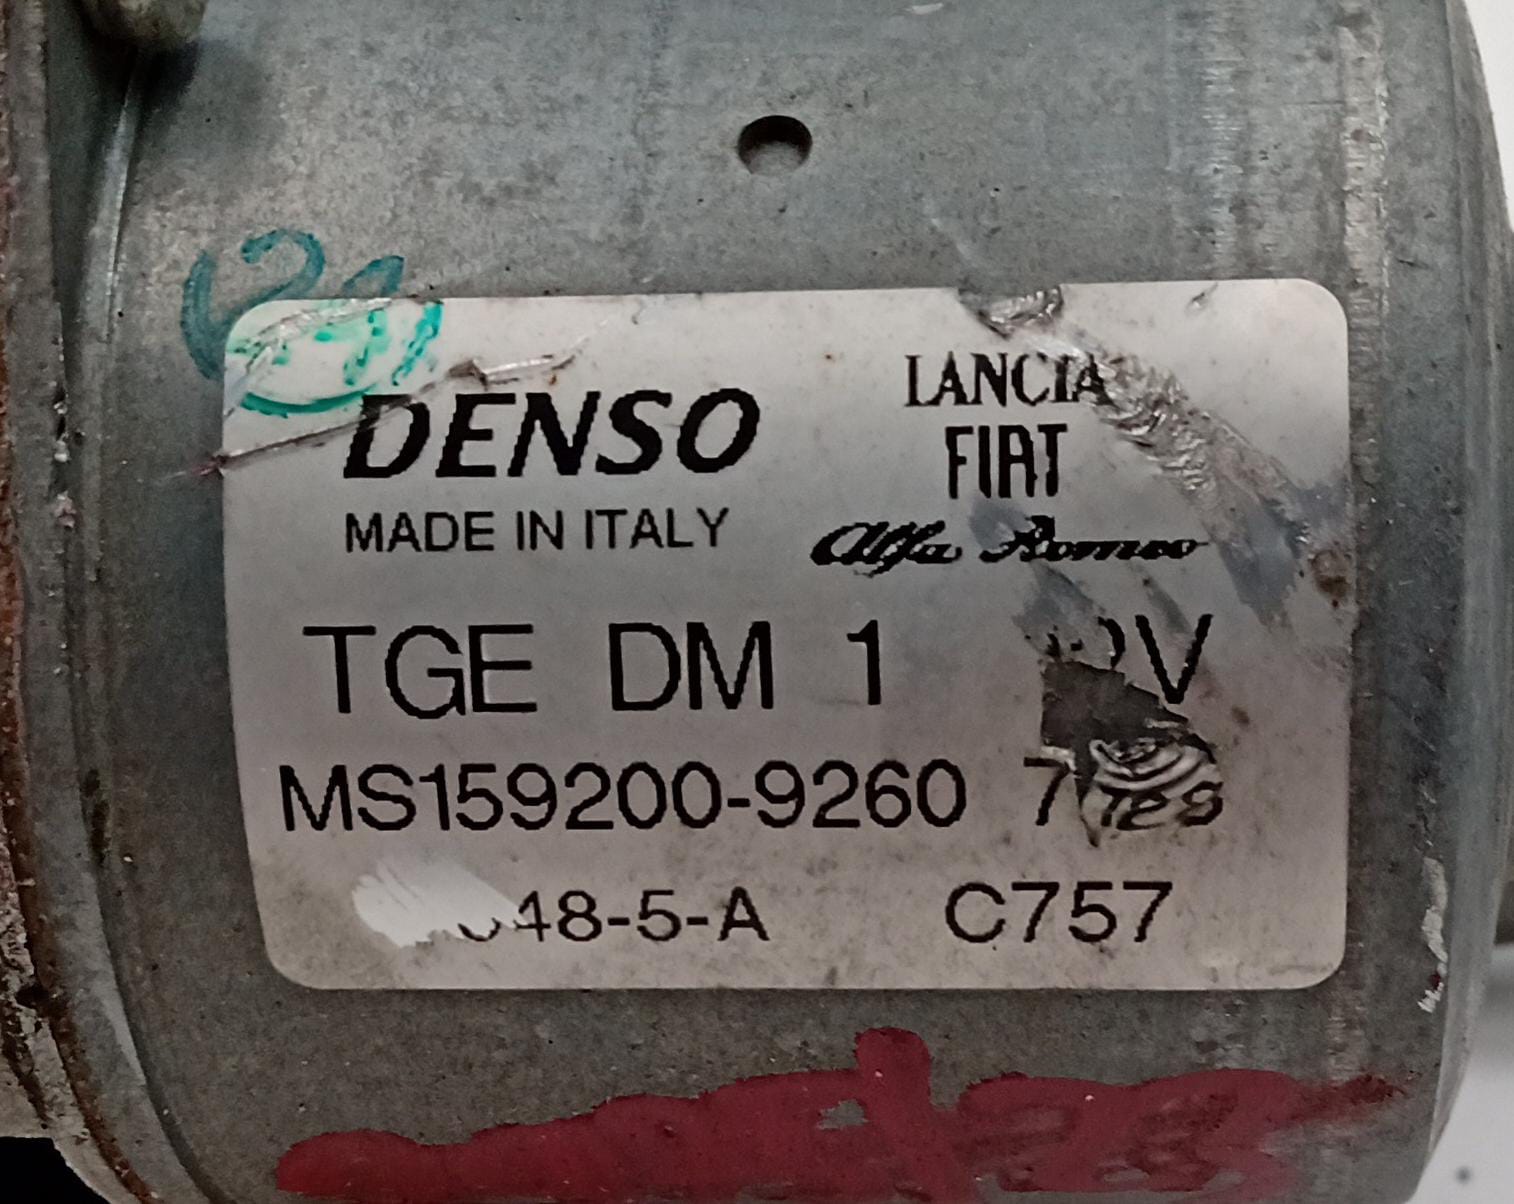 DENSO
MADE IN ITALY
LANCIA
FIAT
Alfa Romeo
TGE DM 1
MS159200-9260
48-5-A C757